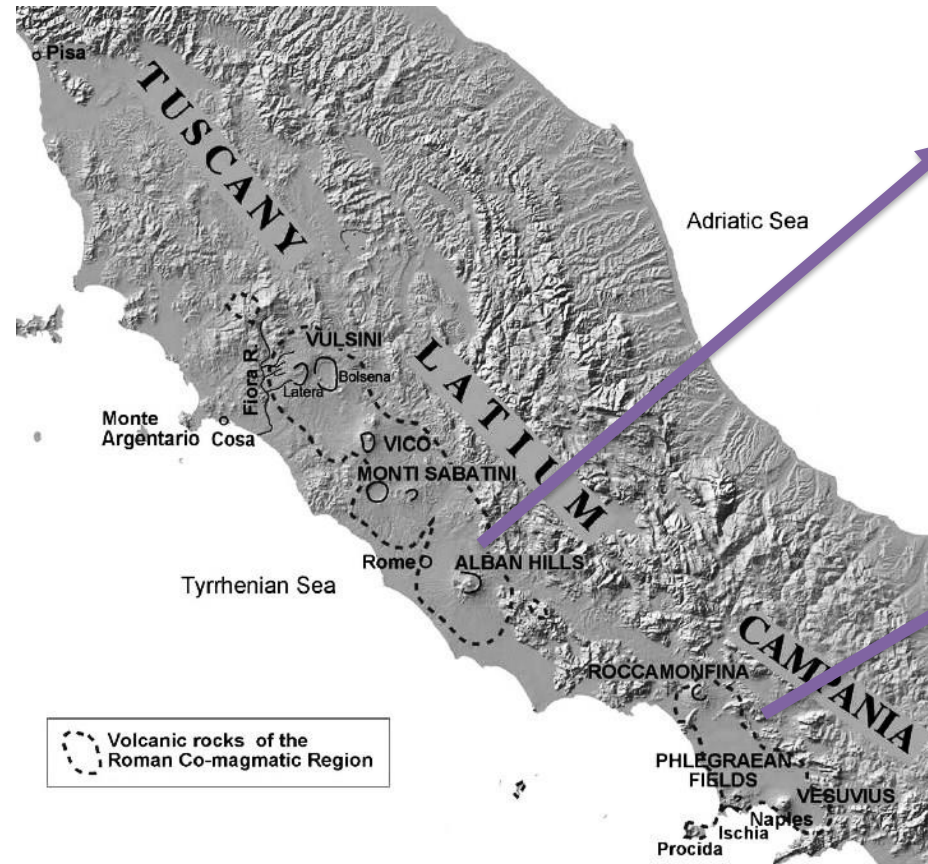 Pisa
TUSCANY
Adriatic Sea
VULSINI
Bolsena
Latera
Fiora R.
LATIUM
Monte
Argentario
Cosa
VICO
MONTI SABATINI
Rome
ALBAN HILLS
Tyrrhenian Sea
CAMPANIA
ROCCAMONFINA
Volcanic rocks of the
Roman Co-magmatic Region
PHLEGRAEAN
FIELDS
VESUVIUS
Naples
Ischia
Procida